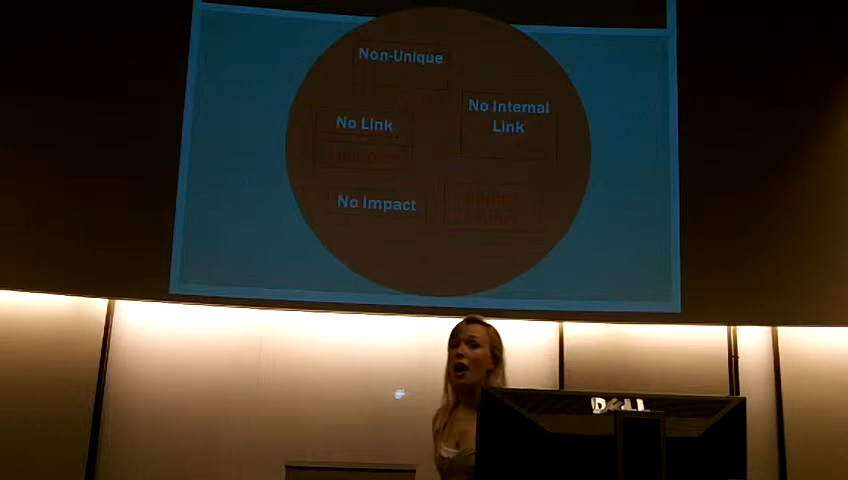 Non-Unique
No Internal
Link
No Link
No Impact
DELL